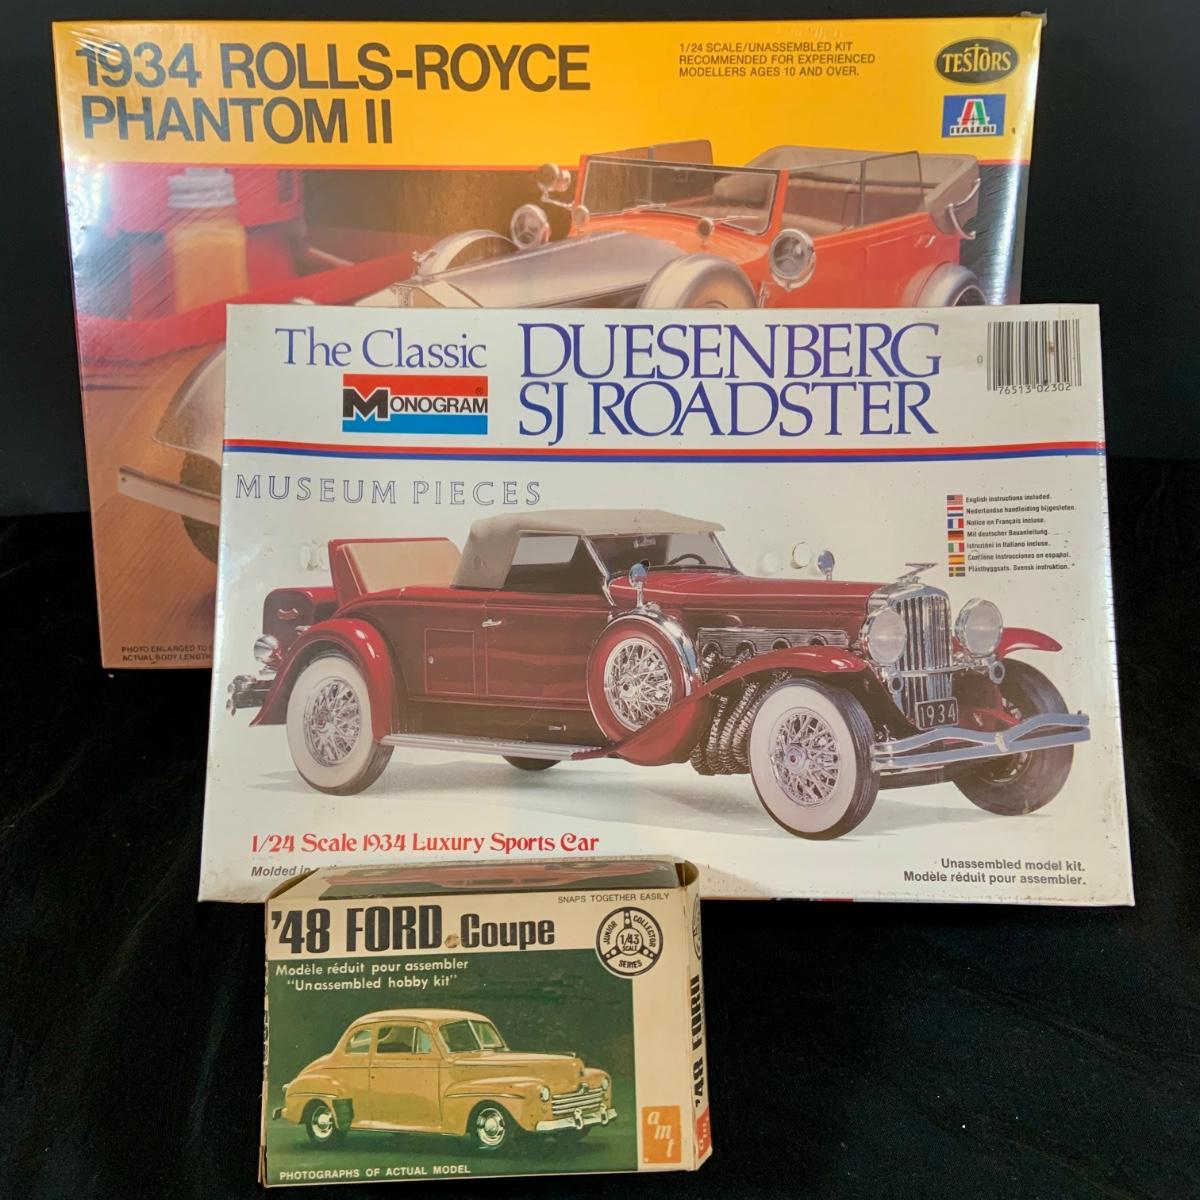 1934 ROLLS-ROYCE
PHANTOM II
1/24 SCALE/UNASSEMBLED KIT
RECOMMENDED FOR EXPERIENCED
MODELLERS AGES 10 AND OVER.
TESTORS
ITALERI
PHOTO ENLARGED TO
ACTUAL BODY LENGTH
The Classic
MONOGRAM
DUESENBERG
SJ ROADSTER
0
76513 02302
MUSEUM PIECES
English instructions included.
Nederlandse handleiding bijgesloten.
Notice en Français incluse.
Mit deutscher Bauanleitung.
Istruzioni in Italiano incluse.
Contiene instrucciones en español.
Plastbyggsats. Svensk instruktion.
1934
1/24 Scale 1934 Luxury Sports Car
Molded in
Unassembled model kit.
Modèle réduit pour assembler.
SNAPS TOGETHER EASILY
'48 FORD Coupe
JUNIOR COLLECTOR
1/43
SCALE
SERIES
Modèle réduit pour assembler
"Unassembled hobby kit"
amt
PHOTOGRAPHS OF ACTUAL MODEL
'48 FORD
amt